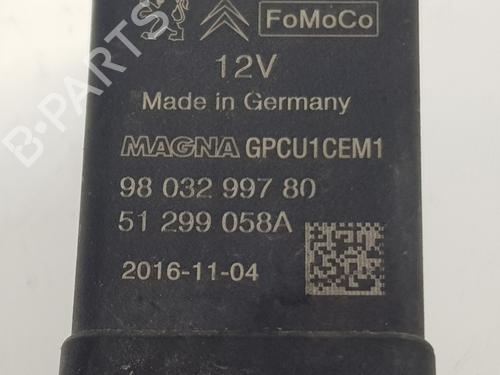 FoMoCo
12V
Made in Germany
MAGNA GPCU1CEM1
98 032 997 80
51 299 058A
2016-11-04
B-PARTS